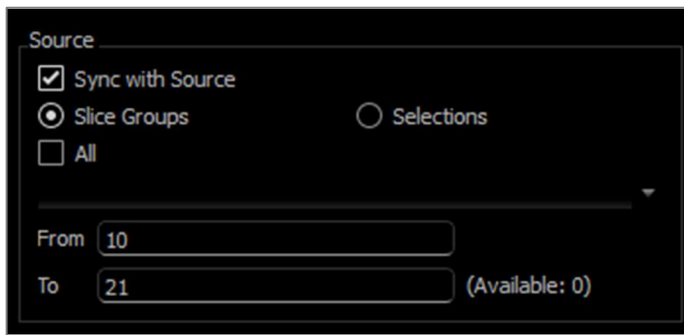 Source
Sync with Source
Slice Groups Selections
All
From 10
To 21 (Available: 0)